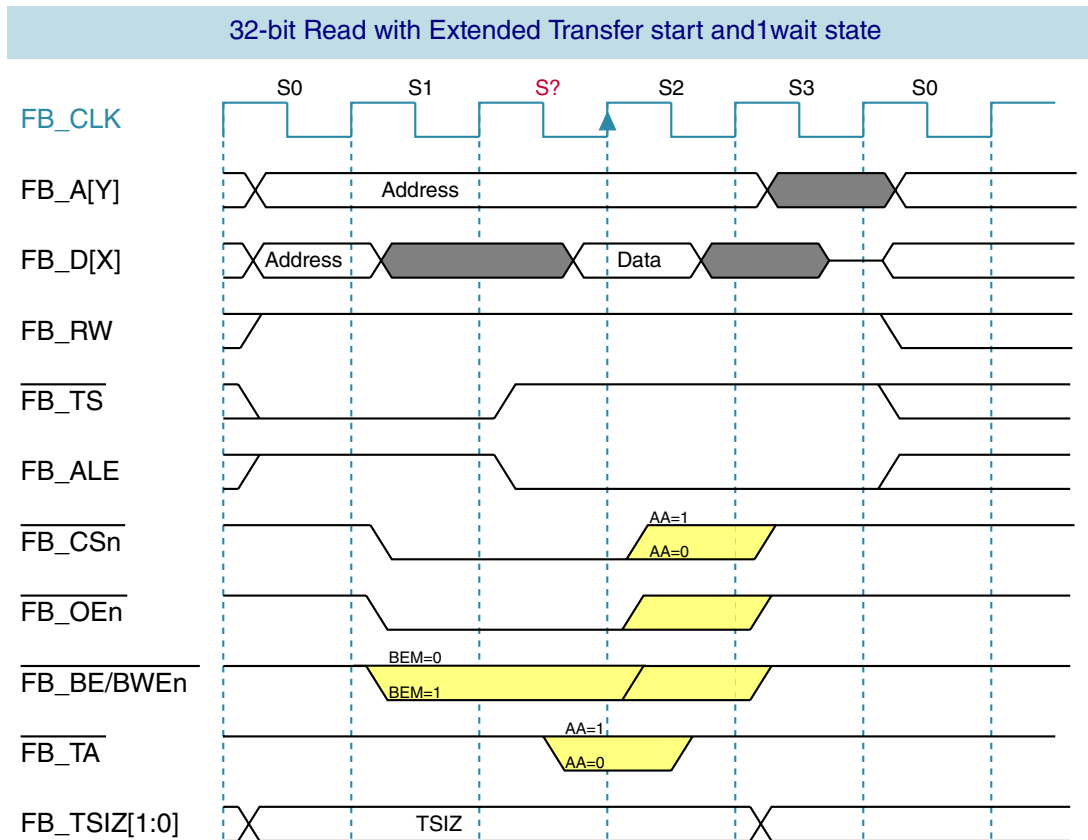 32-bit Read with Extended Transfer start and1wait state
S0 S1 S? S2 S3 S0
FB_CLK
FB_A[Y] Address
FB_D[X] Address Data
FB_RW
FB_TS
FB_ALE
AA=1
FB_CSn AA=0
FB_OEn
BEM=0
FB_BE/BWEn BEM=1
AA=1
FB_TA AA=0
FB_TSIZ[1:0] TSIZ